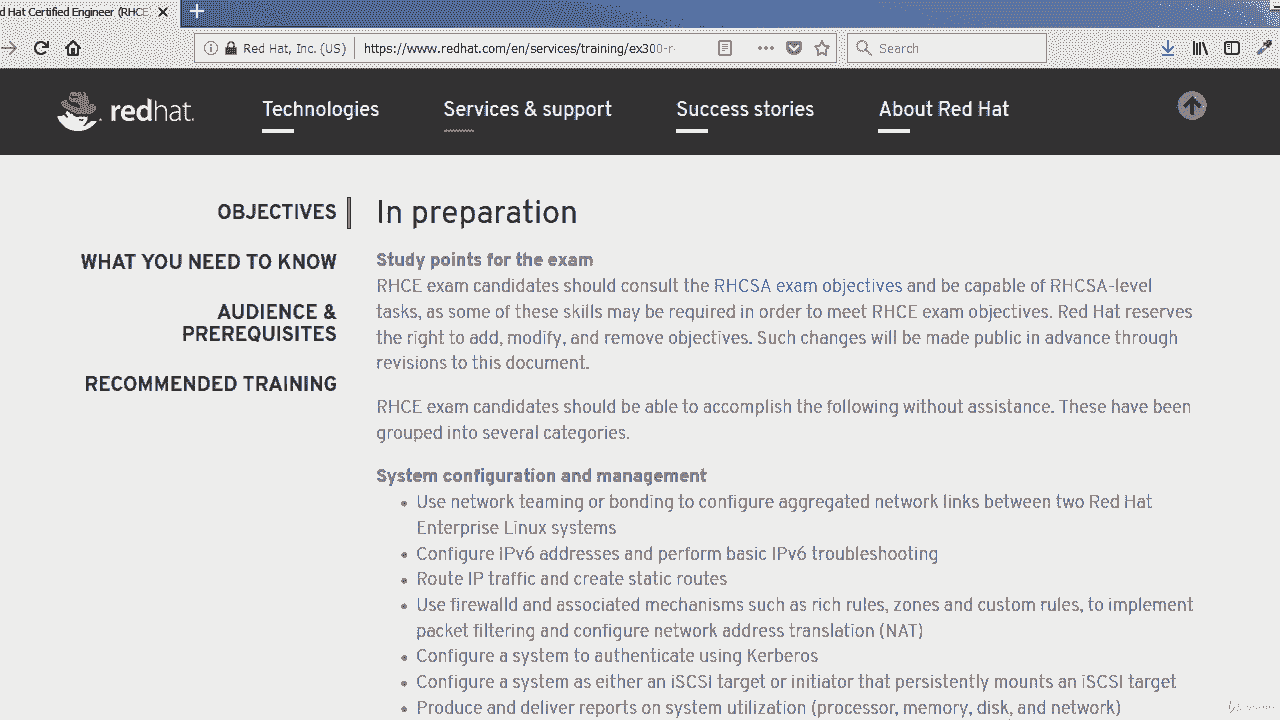 d Hat Certified Engineer (RHCE
Red Hat, Inc. (US)
https://www.redhat.com/en/services/training/ex300-r
Search
redhat.
Technologies
Services & support
Success stories
About Red Hat
OBJECTIVES
WHAT YOU NEED TO KNOW
AUDIENCE &
PREREQUISITES
RECOMMENDED TRAINING
In preparation
Study points for the exam
RHCE exam candidates should consult the RHCSA exam objectives and be capable of RHCSA-level
tasks, as some of these skills may be required in order to meet RHCE exam objectives. Red Hat reserves
the right to add, modify, and remove objectives. Such changes will be made public in advance through
revisions to this document.
RHCE exam candidates should be able to accomplish the following without assistance. These have been
grouped into several categories.
System configuration and management
• Use network teaming or bonding to configure aggregated network links between two Red Hat
Enterprise Linux systems
• Configure IPv6 addresses and perform basic IPv6 troubleshooting
• Route IP traffic and create static routes
• Use firewalld and associated mechanisms such as rich rules, zones and custom rules, to implement
packet filtering and configure network address translation (NAT)
• Configure a system to authenticate using Kerberos
• Configure a system as either an iSCSI target or initiator that persistently mounts an iSCSI target
• Produce and deliver reports on system utilization (processor, memory, disk, and network)